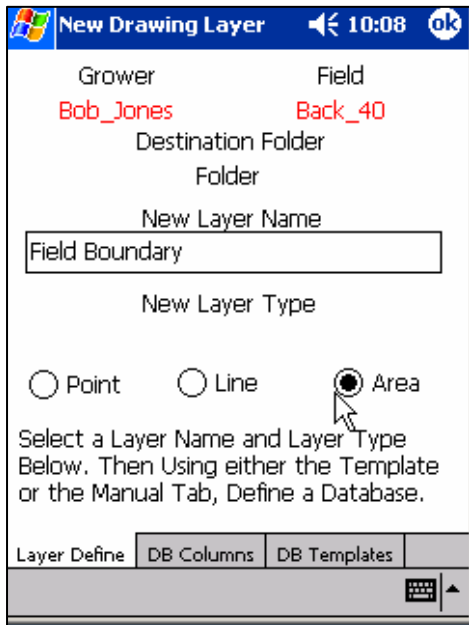 New Drawing Layer 10:08 ok
Grower Field
Bob_Jones Back_40
Destination Folder
Folder
New Layer Name
Field Boundary
New Layer Type
Point Line Area
Select a Layer Name and Layer Type
Below. Then Using either the Template
or the Manual Tab, Define a Database.
Layer Define DB Columns DB Templates